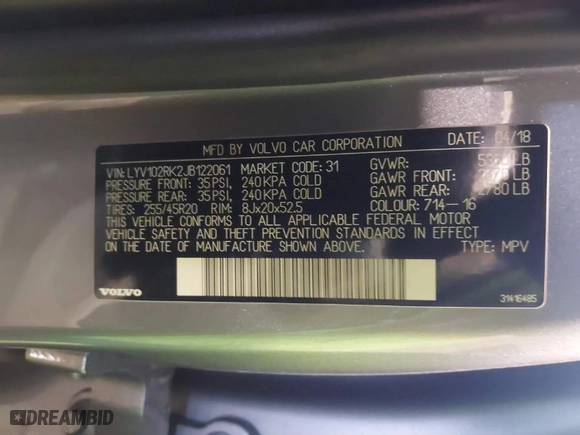 MFD BY VOLVO CAR CORPORATION DATE: 04/18
VIN: LYV102RK2JB122061 MARKET CODE: 31 GVWR: LB
PRESSURE FRONT: 35PSI, 240KPA COLD GAWR FRONT: LB
PRESSURE REAR: 35PSI, 240KPA COLD GAWR REAR: LB
TIRES: 255/45R20 RIM: 8Jx20x52.5 COLOUR: 714-16
THIS VEHICLE CONFORMS TO ALL APPLICABLE FEDERAL MOTOR
VEHICLE SAFETY AND THEFT PREVENTION STANDARDS IN EFFECT
ON DATE OF MANUFACTURE SHOWN ABOVE. TYPE: MPV
VOLVO 31416485
DREAMBID